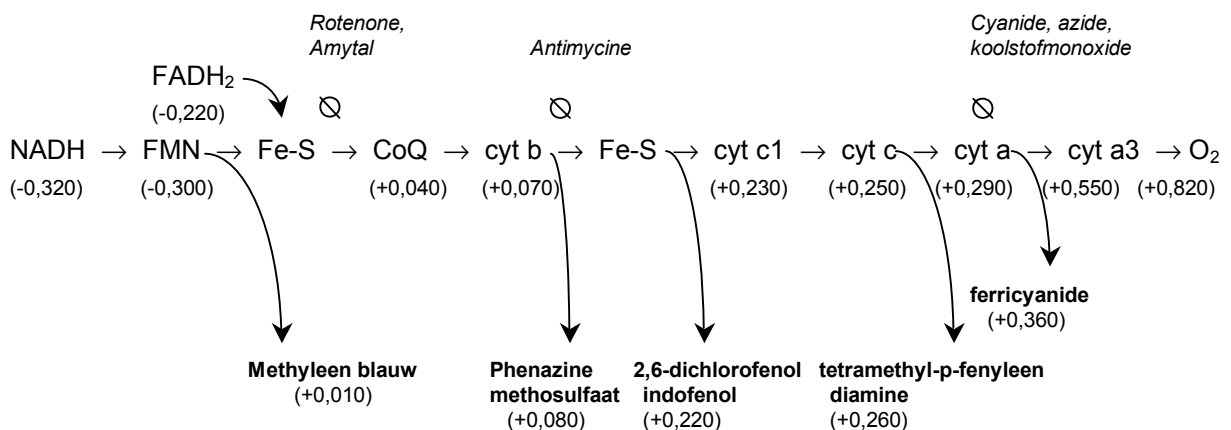 Rotenone,
Amytal
Antimycine
Cyanide, azide,
koolstofmonoxide
FADH₂
(-0,220)
NADH → FMN → Fe-S → CoQ → cyt b → Fe-S → cyt c1 → cyt c → cyt a → cyt a3 → O₂
(-0,320) (-0,300) (+0,040) (+0,070) (+0,230) (+0,250) (+0,290) (+0,550) (+0,820)
ferricyanide
(+0,360)
Methyleen blauw
(+0,010)
Phenazine
methosulfaat
(+0,080)
2,6-dichlorofenol
indofenol
(+0,220)
tetramethyl-p-fenyleen
diamine
(+0,260)